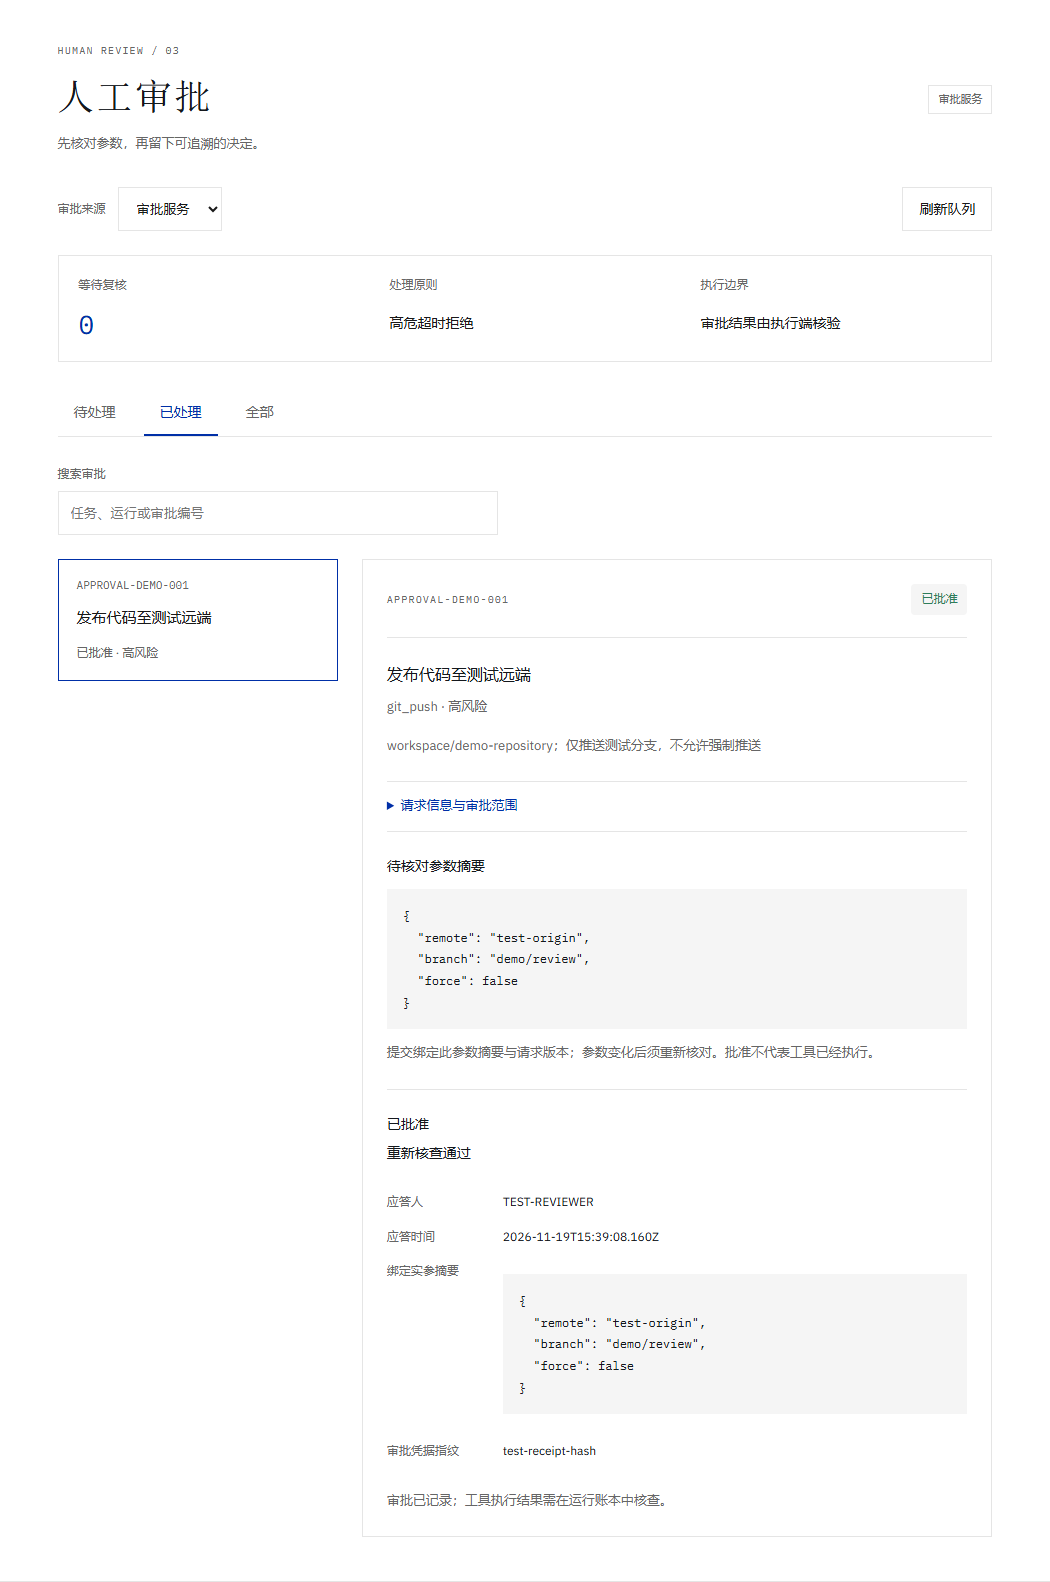 HUMAN REVIEW / 03
人工审批
审批服务
先核对参数，再留下可追溯的决定。
审批来源
审批服务
刷新队列
等待复核
处理原则
执行边界
0
高危超时拒绝
审批结果由执行端核验
待处理
已处理
全部
搜索审批
任务、运行或审批编号
APPROVAL-DEMO-001
发布代码至测试远端
已批准 · 高风险
APPROVAL-DEMO-001
已批准
发布代码至测试远端
git_push · 高风险
workspace/demo-repository；仅推送测试分支，不允许强制推送
请求信息与审批范围
待核对参数摘要
{
"remote": "test-origin",
"branch": "demo/review",
"force": false
}
提交绑定此参数摘要与请求版本；参数变化后须重新核对。批准不代表工具已经执行。
已批准
重新核查通过
应答人
TEST-REVIEWER
应答时间
2026-11-19T15:39:08.160Z
绑定实参摘要
{
"remote": "test-origin",
"branch": "demo/review",
"force": false
}
审批凭据指纹
test-receipt-hash
审批已记录；工具执行结果需在运行账本中核查。